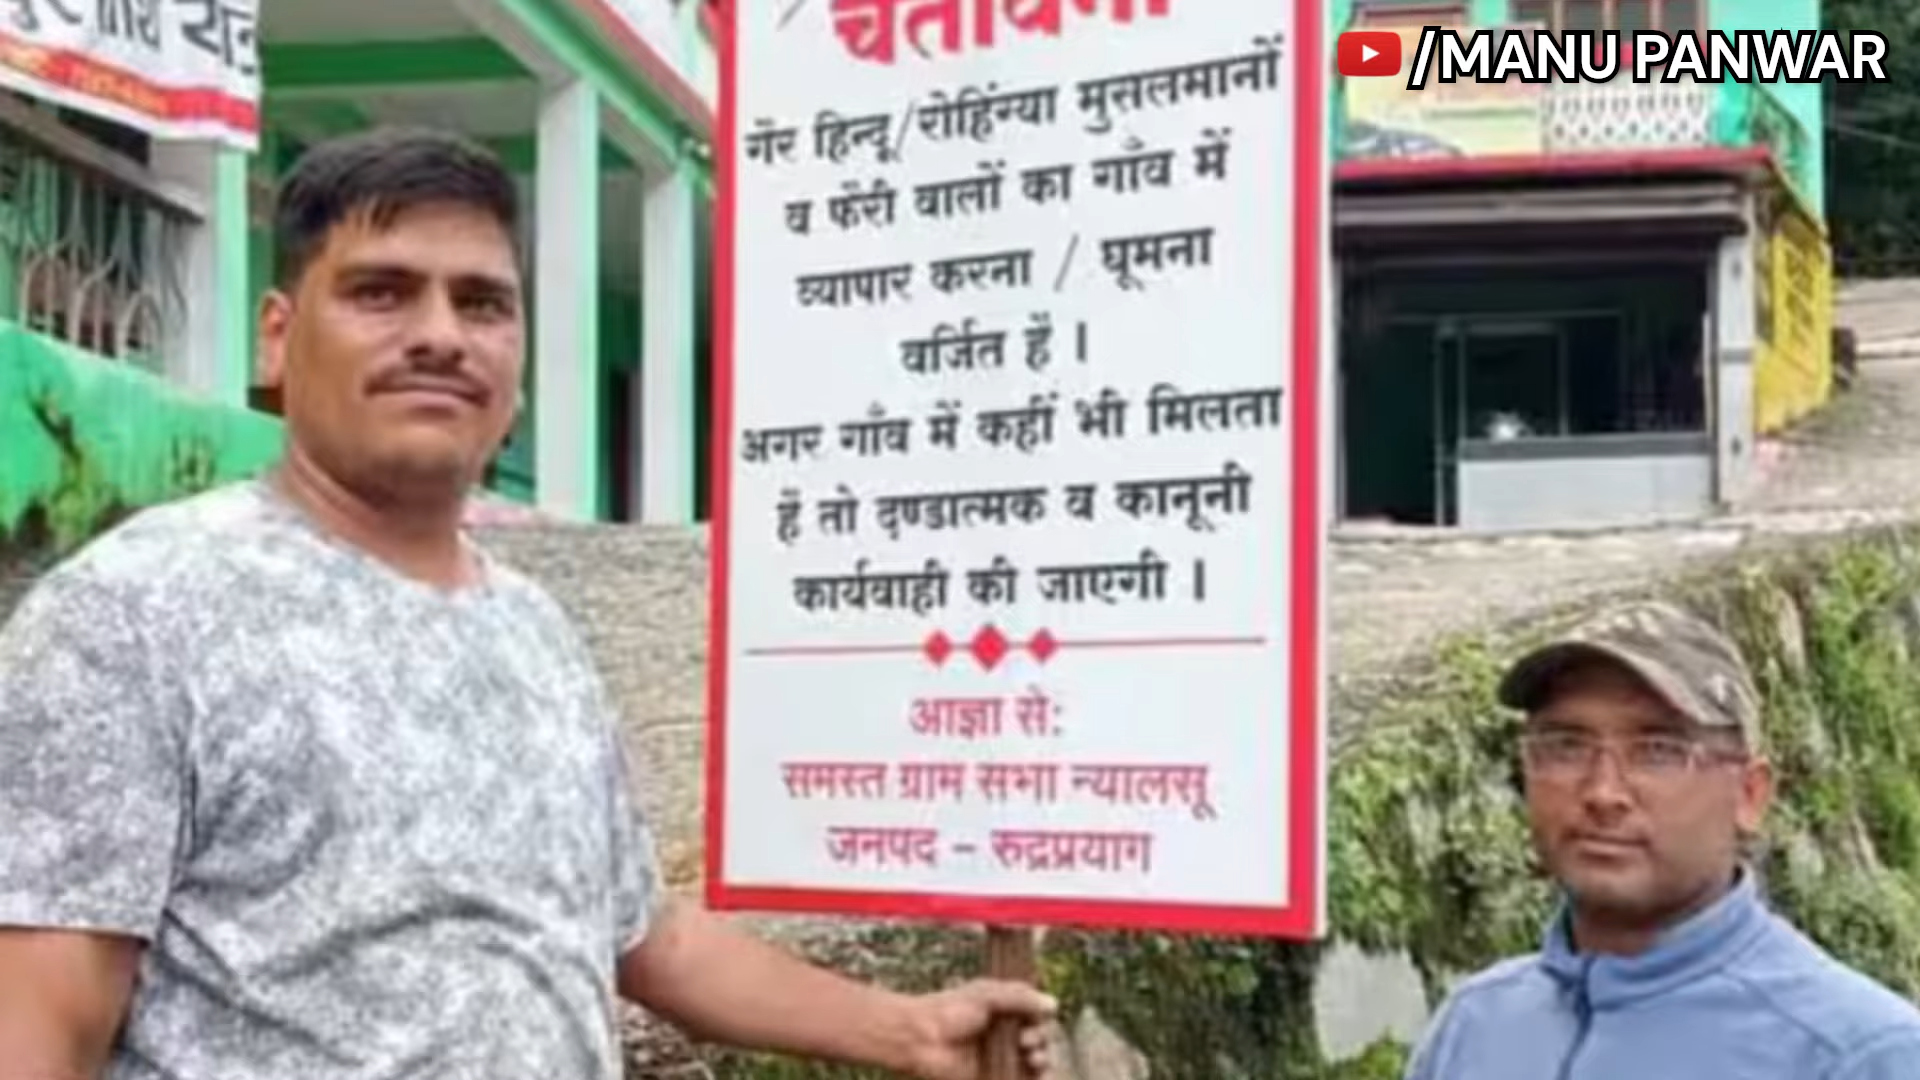 /MANU PANWAR
चेतावनी
गैर हिन्दू/रोहिंग्या मुसलमानों
व फेरी वालों का गाँव में
व्यापार करना / घूमना
वर्जित हैं ।
अगर गाँव में कहीं भी मिलता
हैं तो दण्डात्मक व कानूनी
कार्यवाही की जाएगी ।
आज्ञा से:
समस्त ग्राम सभा न्यालसू
जनपद - रुद्रप्रयाग